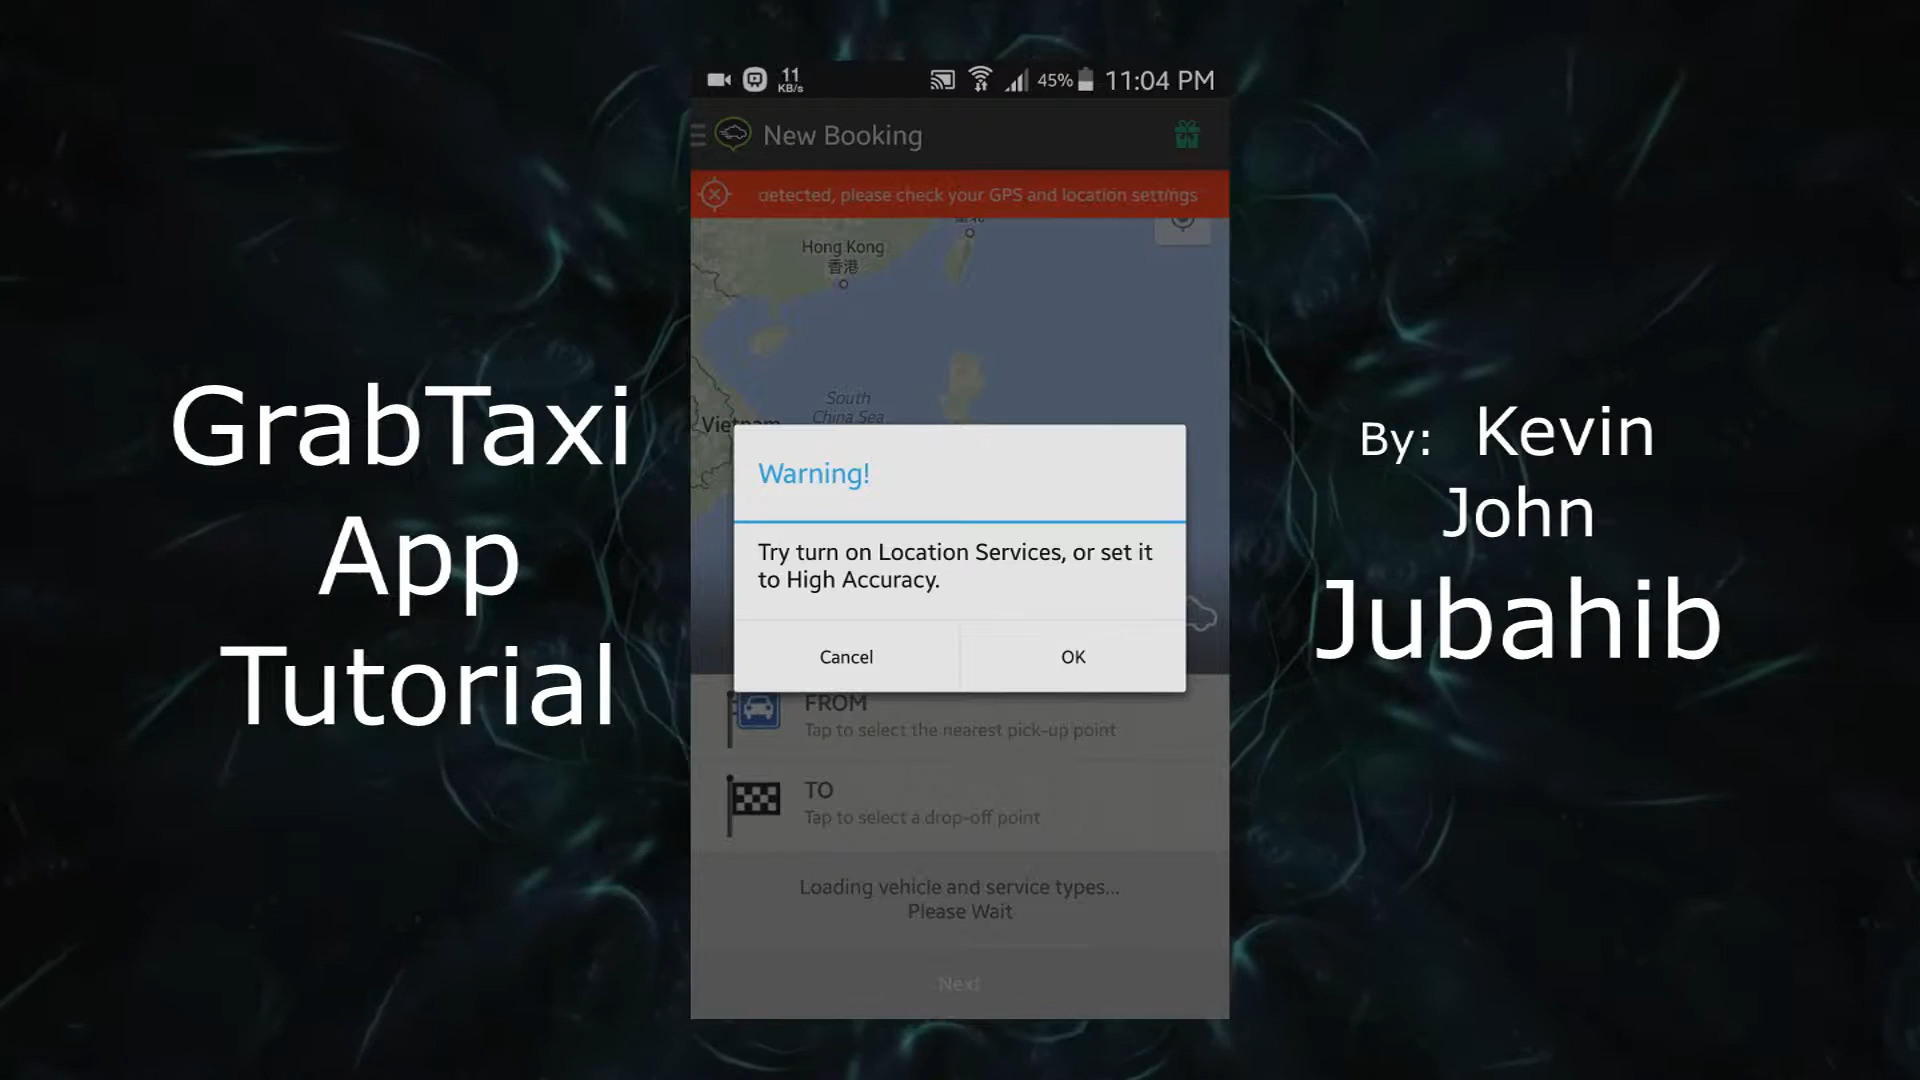 GrabTaxi
App
Tutorial
11
KB/s
45%
11:04 PM
New Booking
detected, please check your GPS and location settings
Hong Kong
香港
South
China Sea
Vietnam
Warning!
Try turn on Location Services, or set it
to High Accuracy.
Cancel
OK
FROM
Tap to select the nearest pick-up point
TO
Tap to select a drop-off point
Loading vehicle and service types...
Please Wait
Next
By: Kevin
John
Jubahib